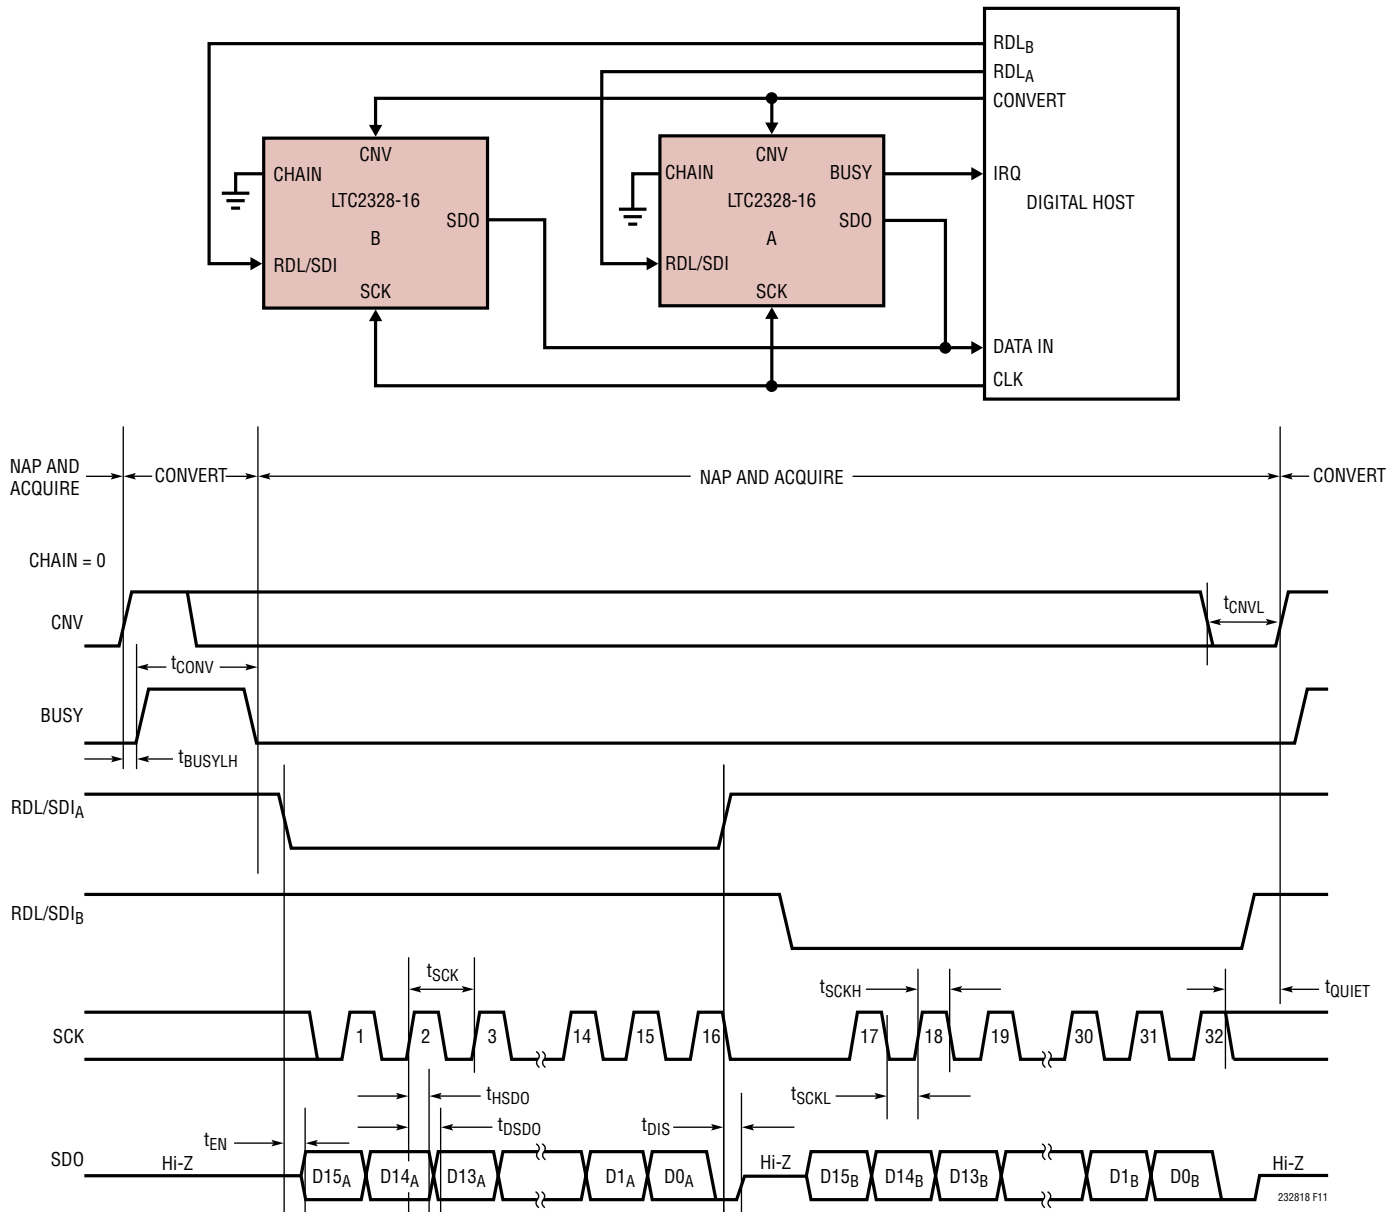 RDLB
RDLA
CONVERT
CNV
CNV
CHAIN
CHAIN
BUSY
IRQ
LTC2328-16
LTC2328-16
DIGITAL HOST
SDO
SDO
B
A
RDL/SDI
RDL/SDI
SCK
SCK
DATA IN
CLK
NAP AND
ACQUIRE
CONVERT
NAP AND ACQUIRE
CONVERT
CHAIN = 0
CNV
tCNVL
tCONV
BUSY
tBUSYLH
RDL/SDIA
RDL/SDIB
tSCK
tSCKH
tQUIET
SCK
1
2
3
14
15
16
17
18
19
30
31
32
tHSDO
tSCKL
tDSDO
tDIS
tEN
SDO
Hi-Z
D15A
D14A
D13A
D1A
D0A
Hi-Z
D15B
D14B
D13B
D1B
D0B
Hi-Z
232818 F11